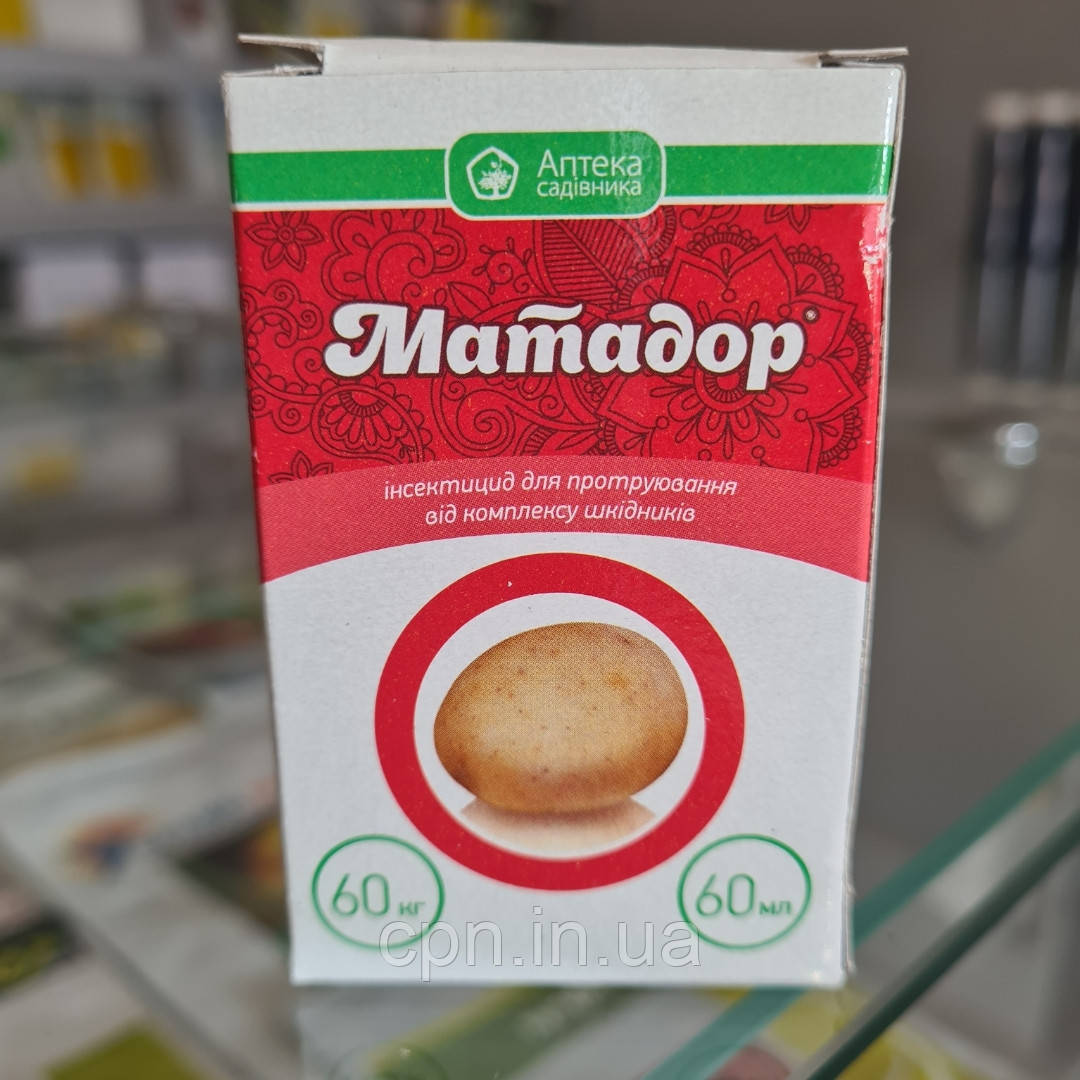 Аптека
садівника
Матадор®
інсектицид для протруювання
від комплексу шкідників
60 кг
60 мл
cpn.in.ua